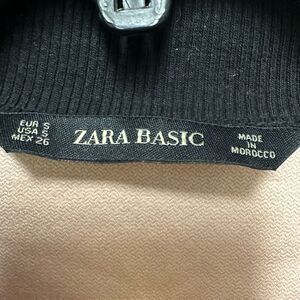 EUR S
USA S
MEX 26
ZARA BASIC
MADE
IN
MOROCCO